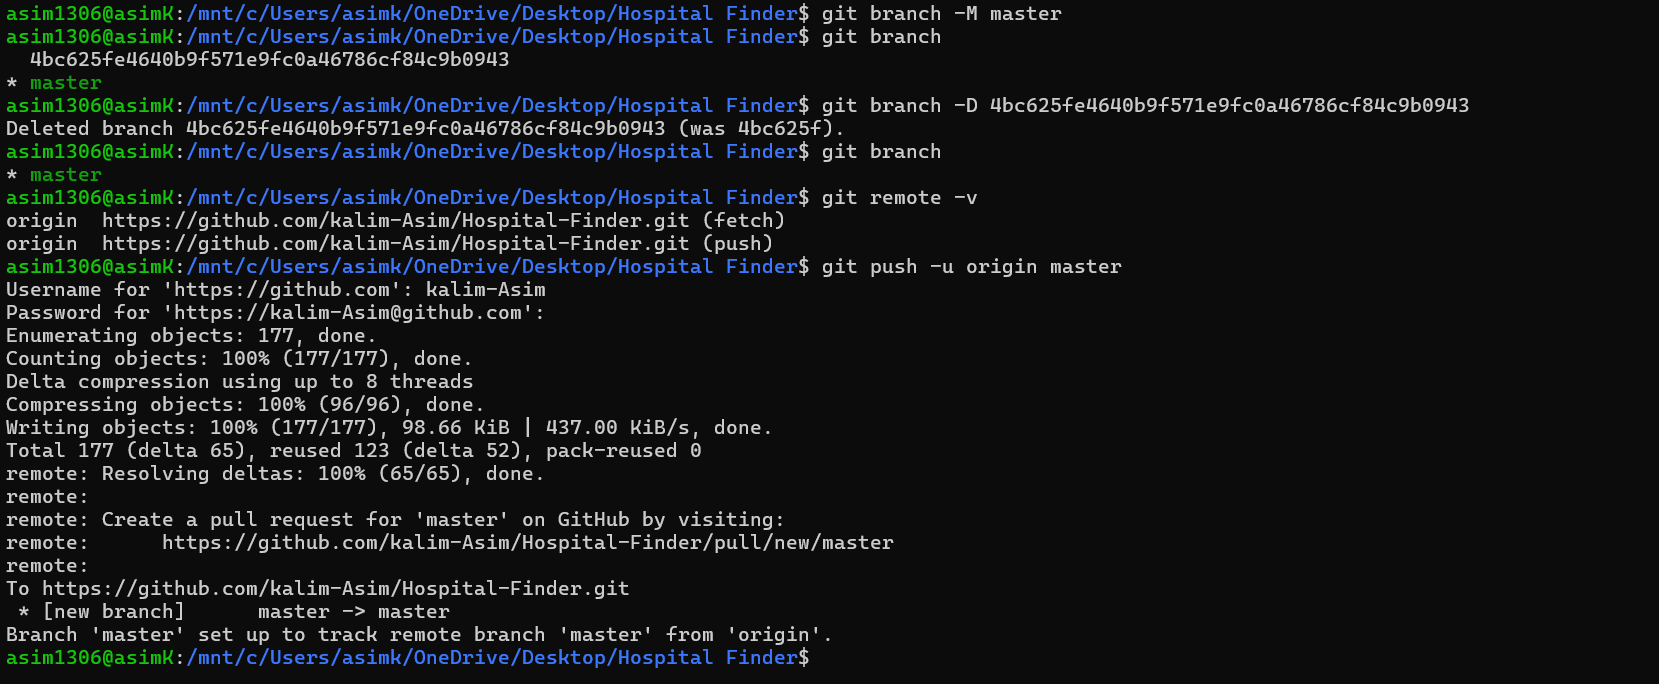 asim1306@asimK:/mnt/c/Users/asimk/OneDrive/Desktop/Hospital Finder$ git branch -M master
asim1306@asimK:/mnt/c/Users/asimk/OneDrive/Desktop/Hospital Finder$ git branch
  4bc625fe4640b9f571e9fc0a46786cf84c9b0943
* master
asim1306@asimK:/mnt/c/Users/asimk/OneDrive/Desktop/Hospital Finder$ git branch -D 4bc625fe4640b9f571e9fc0a46786cf84c9b0943
Deleted branch 4bc625fe4640b9f571e9fc0a46786cf84c9b0943 (was 4bc625f).
asim1306@asimK:/mnt/c/Users/asimk/OneDrive/Desktop/Hospital Finder$ git branch
* master
asim1306@asimK:/mnt/c/Users/asimk/OneDrive/Desktop/Hospital Finder$ git remote -v
origin  https://github.com/kalim-Asim/Hospital-Finder.git (fetch)
origin  https://github.com/kalim-Asim/Hospital-Finder.git (push)
asim1306@asimK:/mnt/c/Users/asimk/OneDrive/Desktop/Hospital Finder$ git push -u origin master
Username for 'https://github.com': kalim-Asim
Password for 'https://kalim-Asim@github.com':
Enumerating objects: 177, done.
Counting objects: 100% (177/177), done.
Delta compression using up to 8 threads
Compressing objects: 100% (96/96), done.
Writing objects: 100% (177/177), 98.66 KiB | 437.00 KiB/s, done.
Total 177 (delta 65), reused 123 (delta 52), pack-reused 0
remote: Resolving deltas: 100% (65/65), done.
remote:
remote: Create a pull request for 'master' on GitHub by visiting:
remote:      https://github.com/kalim-Asim/Hospital-Finder/pull/new/master
remote:
To https://github.com/kalim-Asim/Hospital-Finder.git
 * [new branch]      master -> master
Branch 'master' set up to track remote branch 'master' from 'origin'.
asim1306@asimK:/mnt/c/Users/asimk/OneDrive/Desktop/Hospital Finder$